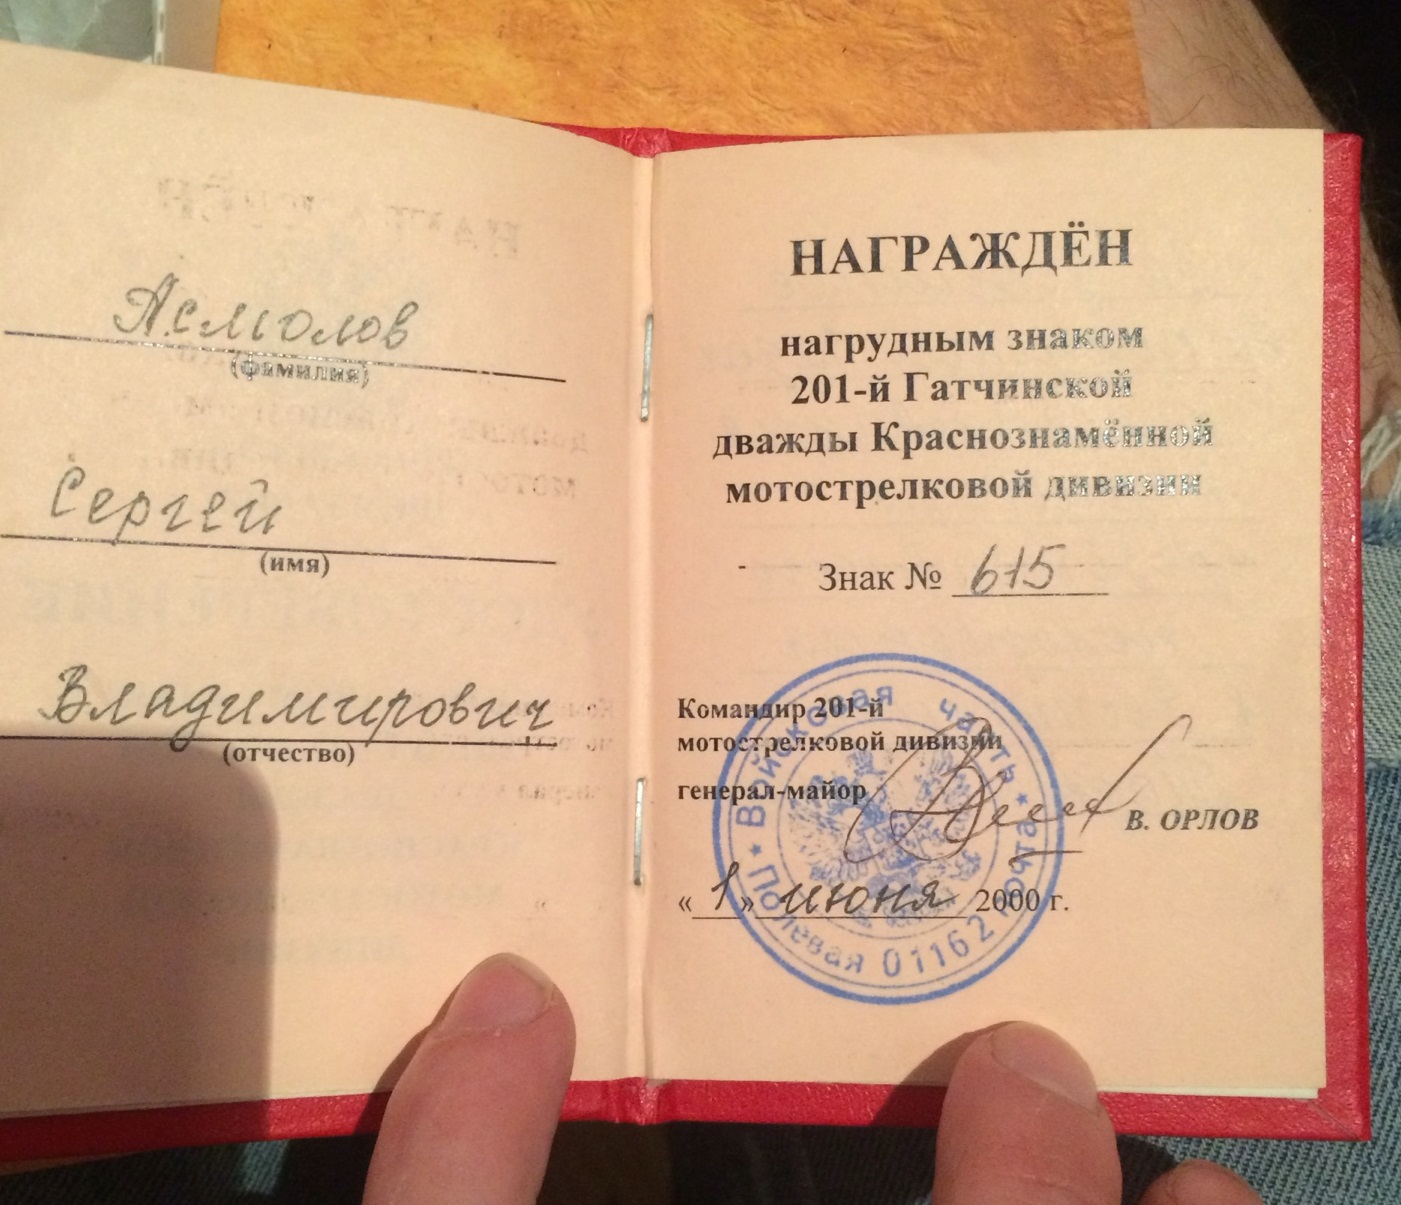 Асмолов
(фамилия)
Сергей
(имя)
Владимирович
(отчество)
НАГРАЖДЁН
нагрудным знаком
201-й Гатчинской
дважды Краснознамённой
мотострелковой дивизии
Знак № 615
Командир 201-й
мотострелковой дивизии
генерал-майор
В. ОРЛОВ
« 1 » июня 2000 г.
Войсковая часть
Полевая почта
01162